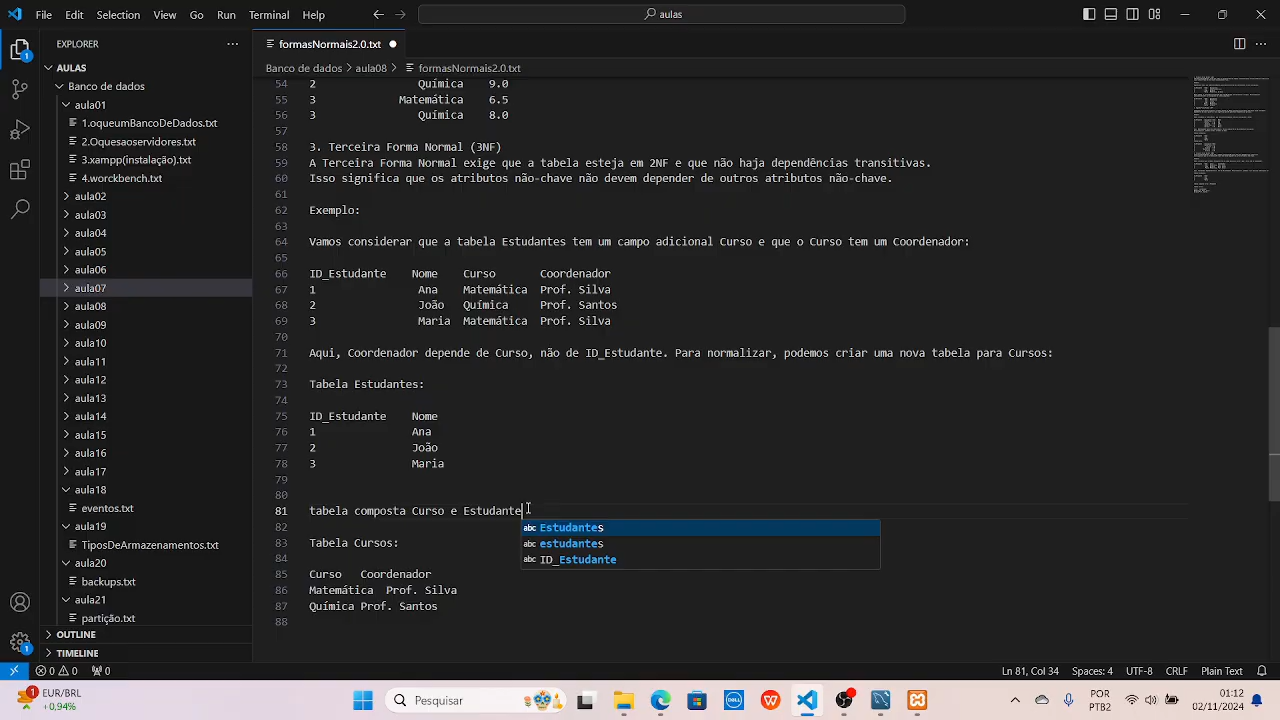 File Edit Selection View Go Run Terminal Help
aulas
EXPLORER
formasNormais2.0.txt
AULAS
Banco de dados > aula08 > formasNormais2.0.txt
Banco de dados
aula01
1.oqueumBancoDeDados.txt
2.Oquesaoservidores.txt
3.xampp(instalação).txt
4.worckbench.txt
aula02
aula03
aula04
aula05
aula06
aula07
aula08
aula09
aula10
aula11
aula12
aula13
aula14
aula15
aula16
aula17
aula18
eventos.txt
aula19
TiposDeArmazenamentos.txt
aula20
backups.txt
aula21
partição.txt
OUTLINE
TIMELINE
54 2 Química 9.0
55 3 Matemática 6.5
56 3 Química 8.0
57
58 3. Terceira Forma Normal (3NF)
59 A Terceira Forma Normal exige que a tabela esteja em 2NF e que não haja dependências transitivas.
60 Isso significa que os atributos não-chave não devem depender de outros atributos não-chave.
61
62 Exemplo:
63
64 Vamos considerar que a tabela Estudantes tem um campo adicional Curso e que o Curso tem um Coordenador:
65
66 ID_Estudante Nome Curso Coordenador
67 1 Ana Matemática Prof. Silva
68 2 João Química Prof. Santos
69 3 Maria Matemática Prof. Silva
70
71 Aqui, Coordenador depende de Curso, não de ID_Estudante. Para normalizar, podemos criar uma nova tabela para Cursos:
72
73 Tabela Estudantes:
74
75 ID_Estudante Nome
76 1 Ana
77 2 João
78 3 Maria
79
80
81 tabela composta Curso e Estudante
abc Estudantes
abc estudantes
abc ID_Estudante
82
83 Tabela Cursos:
84
85 Curso Coordenador
86 Matemática Prof. Silva
87 Química Prof. Santos
88
0 0 0 Ln 81, Col 34 Spaces: 4 UTF-8 CRLF Plain Text
EUR/BRL
+0.94%
Pesquisar
POR
PTB2
01:12
02/11/2024